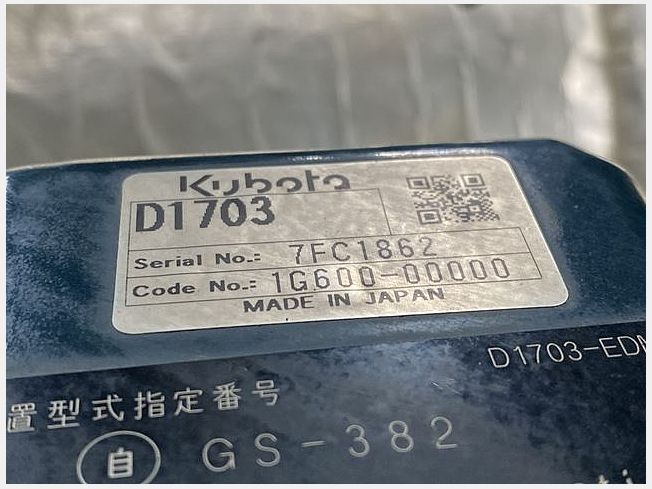 Kubota
D1703
Serial No.: 7FC1862
Code No.: 1G600-00000
MADE IN JAPAN
D1703-EDM
置型式指定番号
自 GS-382